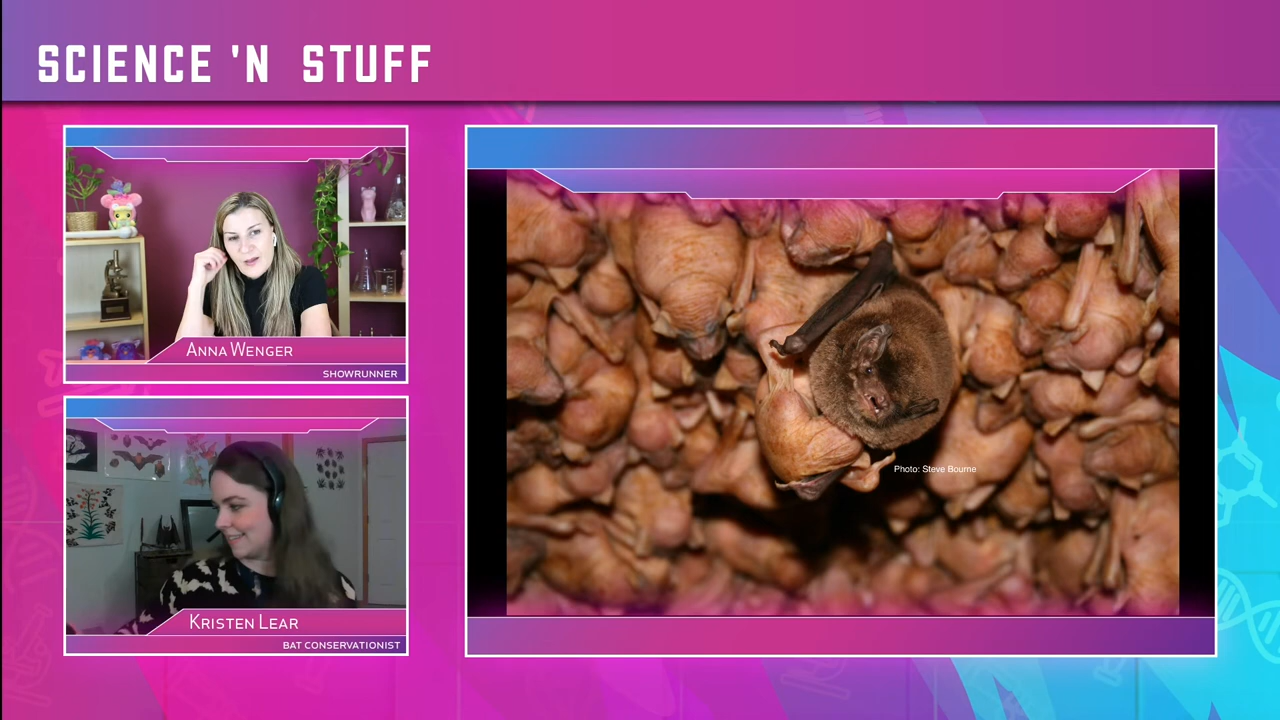 SCIENCE 'N STUFF
ANNA WENGER
SHOWRUNNER
KRISTEN LEAR
BAT CONSERVATIONIST
Photo: Steve Bourne